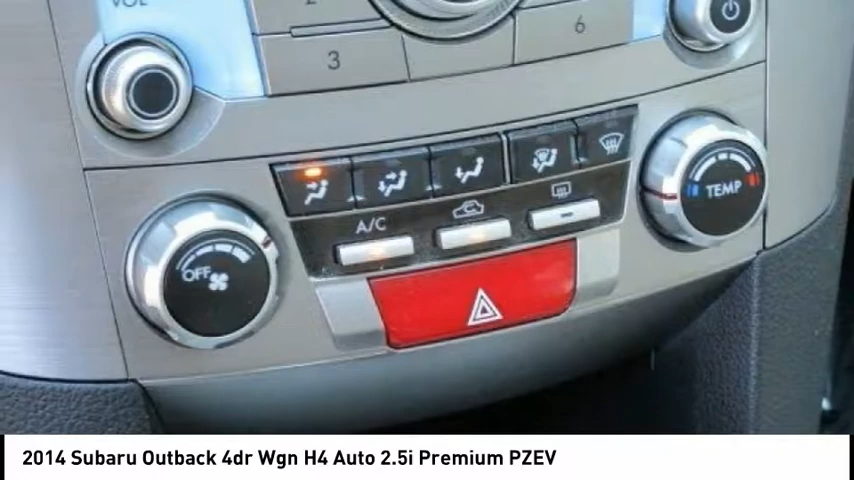 VOL
2
3
6
A/C
OFF
TEMP
2014 Subaru Outback 4dr Wgn H4 Auto 2.5i Premium PZEV